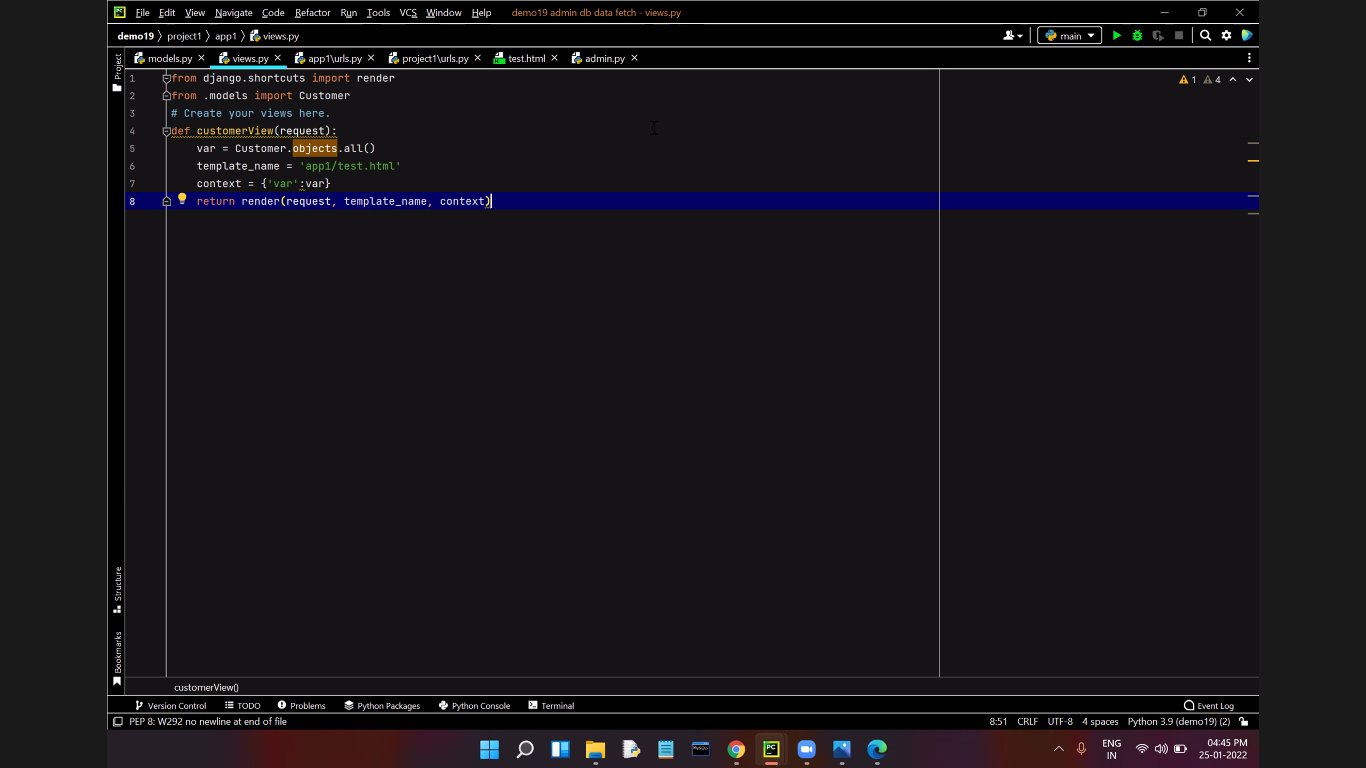 PC File Edit View Navigate Code Refactor Run Tools VCS Window Help demo19 admin db data fetch - views.py
demo19 project1 app1 views.py main
models.py views.py app1\urls.py project1\urls.py test.html admin.py
Project
1 from django.shortcuts import render 1 4
2 from .models import Customer
3 # Create your views here.
4 def customerView(request):
5 var = Customer.objects.all()
6 template_name = 'app1/test.html'
7 context = {'var':var}
8 return render(request, template_name, context)
Structure
Bookmarks
customerView()
Version Control TODO Problems Python Packages Python Console Terminal Event Log
PEP 8: W292 no newline at end of file 8:51 CRLF UTF-8 4 spaces Python 3.9 (demo19) (2)
PC ENG 04:45 PM
IN 25-01-2022